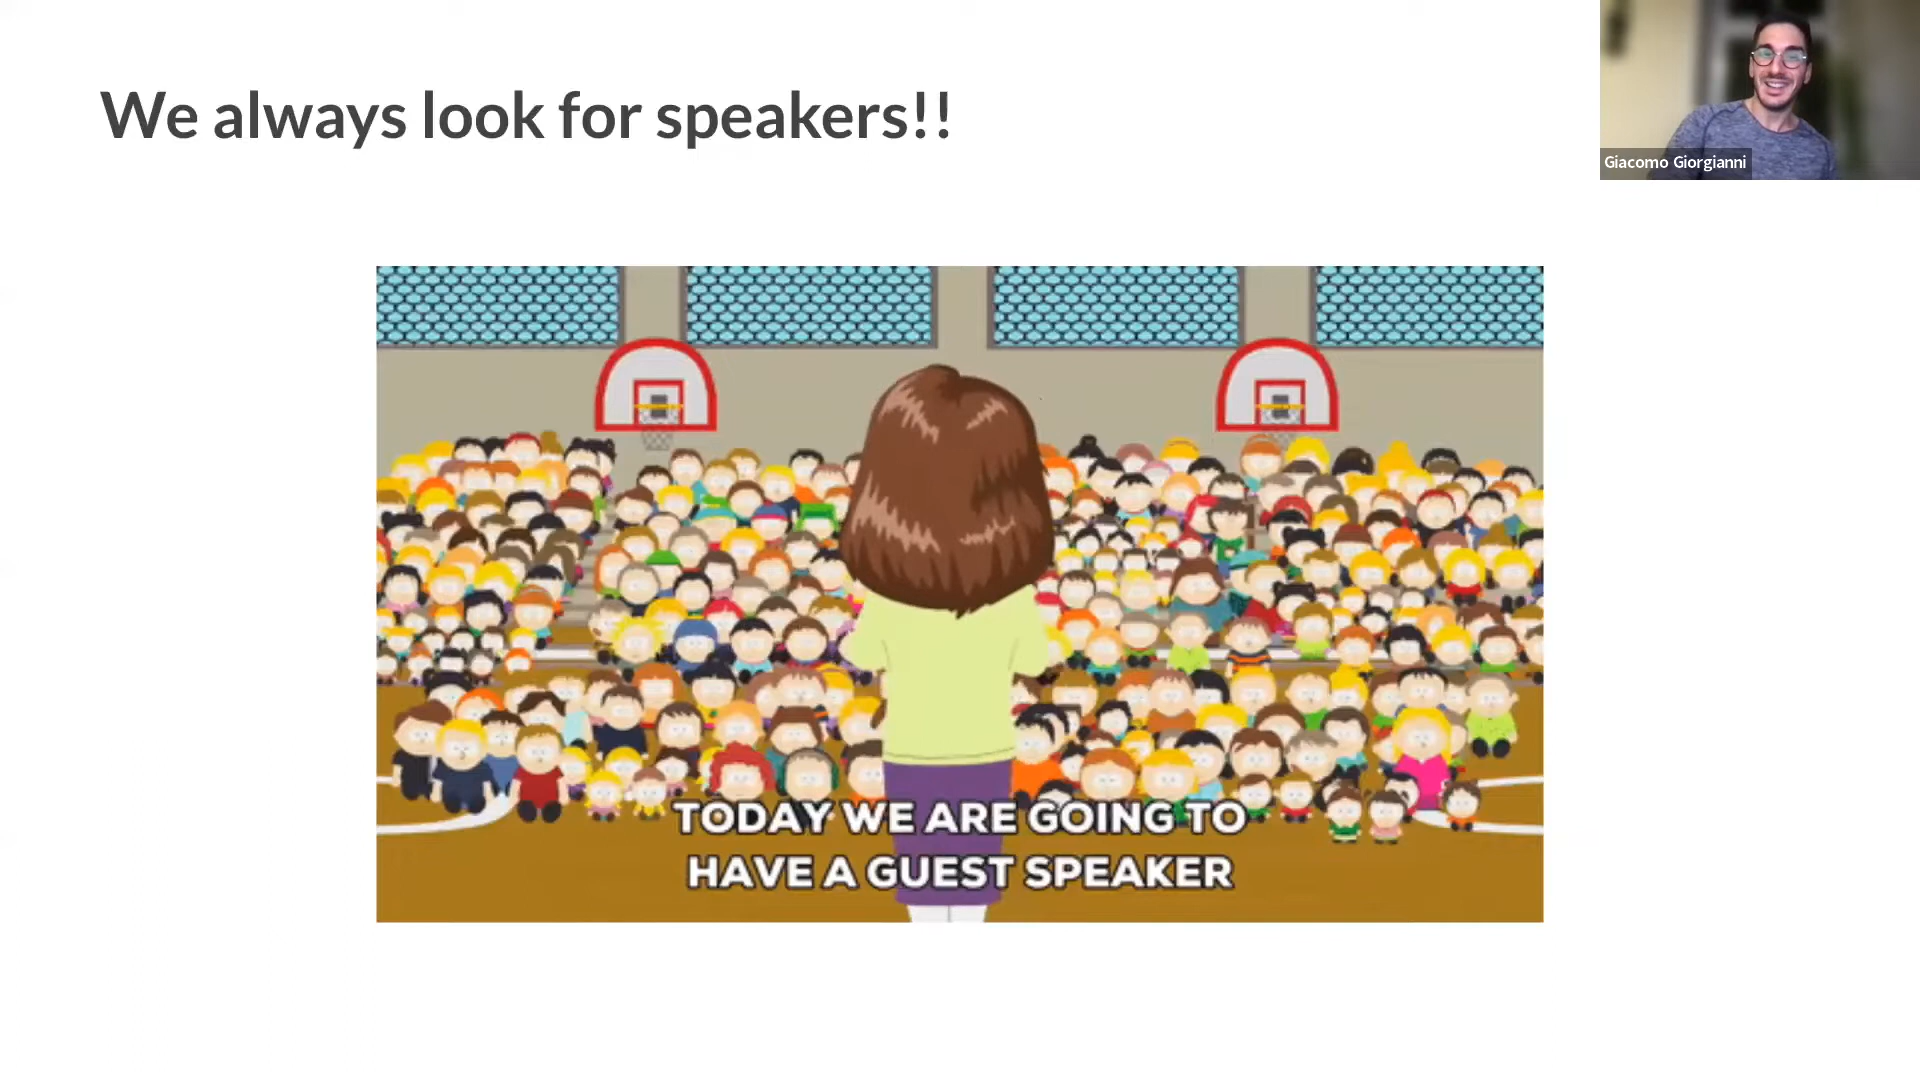 We always look for speakers!!
Giacomo Giorgianni
TODAY WE ARE GOING TO
HAVE A GUEST SPEAKER